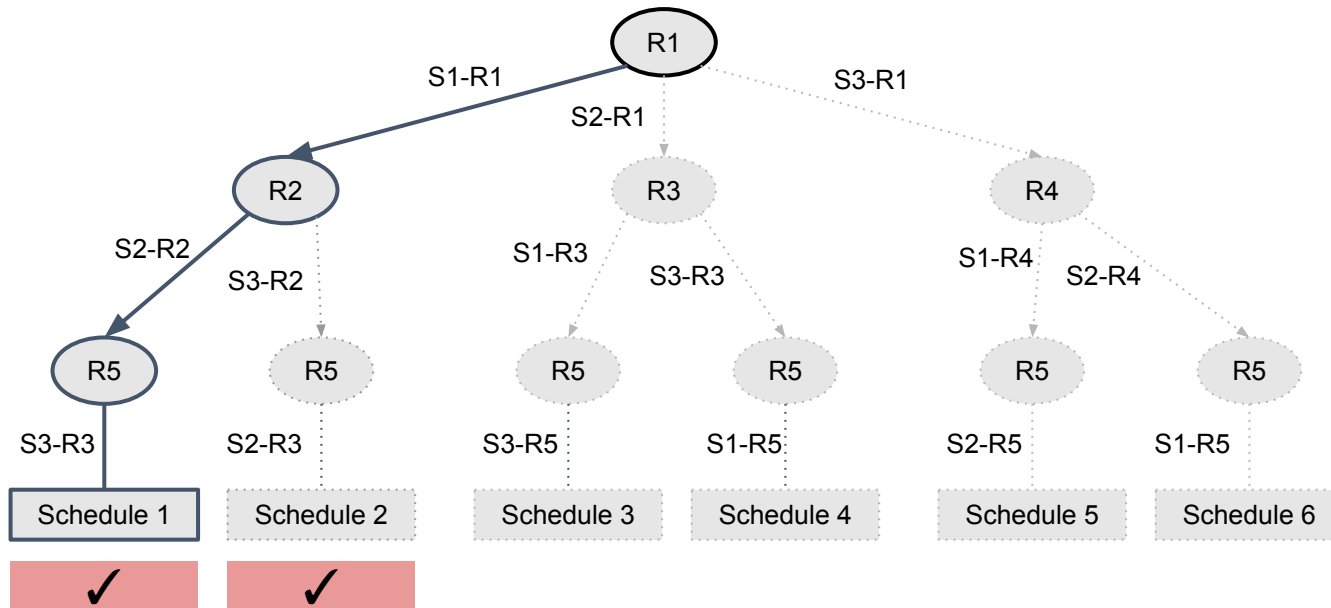 R1
S1-R1
S2-R1
S3-R1
R2
R3
R4
S2-R2
S3-R2
S1-R3
S3-R3
S1-R4
S2-R4
R5
R5
R5
R5
R5
R5
S3-R3
S2-R3
S3-R5
S1-R5
S2-R5
S1-R5
Schedule 1
Schedule 2
Schedule 3
Schedule 4
Schedule 5
Schedule 6
✓
✓